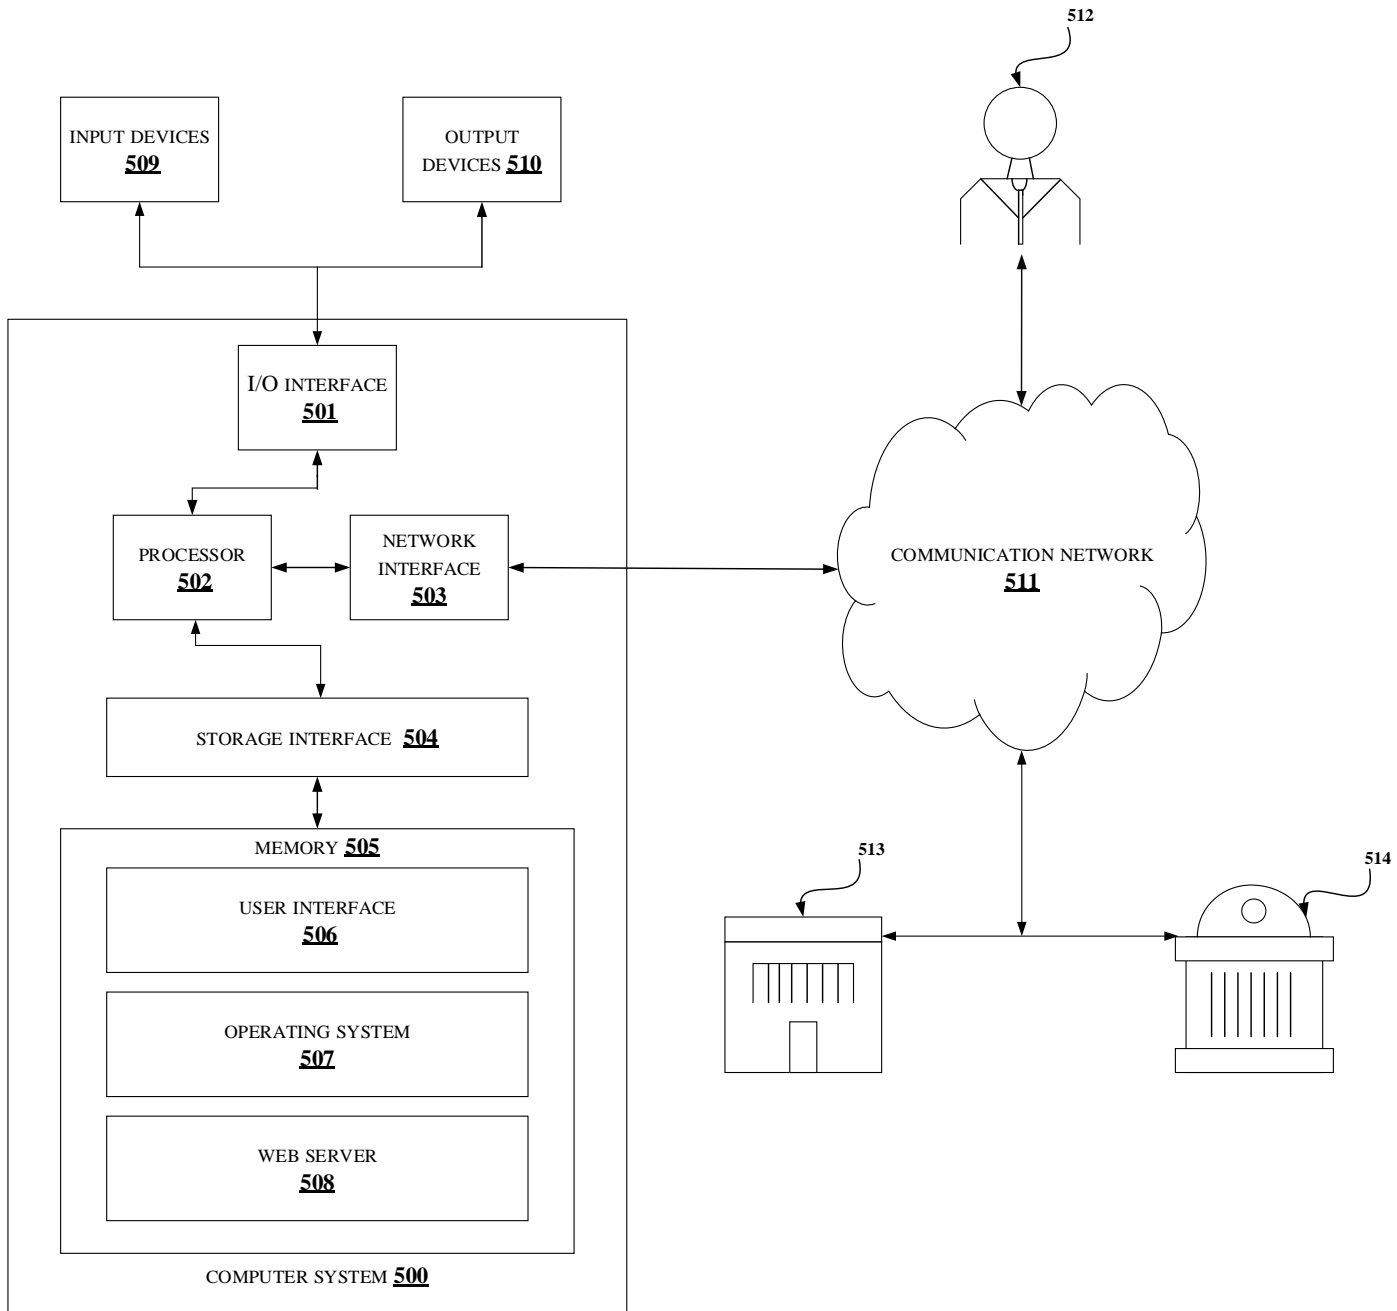 512
INPUT DEVICES
509
OUTPUT
DEVICES 510
I/O INTERFACE
501
PROCESSOR
502
NETWORK
INTERFACE
503
COMMUNICATION NETWORK
511
STORAGE INTERFACE 504
MEMORY 505
USER INTERFACE
506
OPERATING SYSTEM
507
WEB SERVER
508
COMPUTER SYSTEM 500
513
514